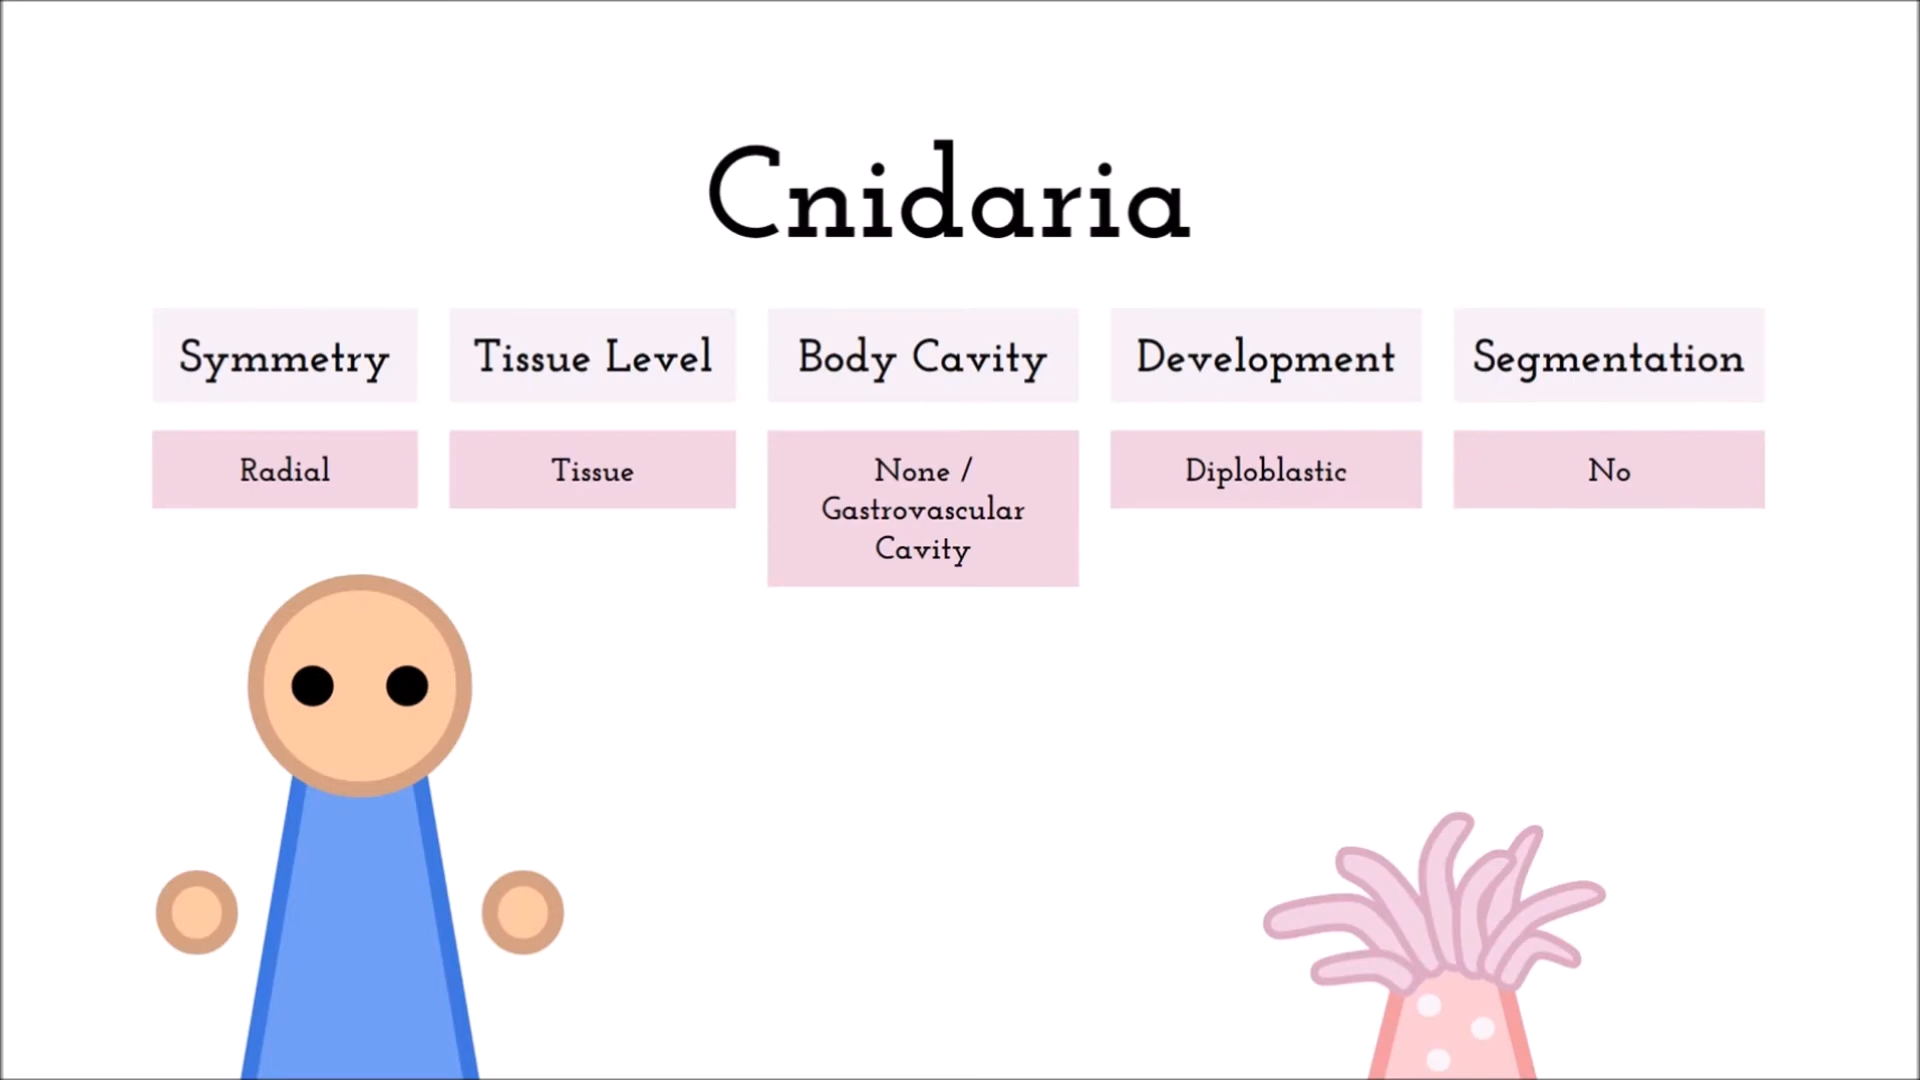 Cnidaria
Symmetry
Tissue Level
Body Cavity
Development
Segmentation
Radial
Tissue
None /
Gastrovascular
Cavity
Diploblastic
No